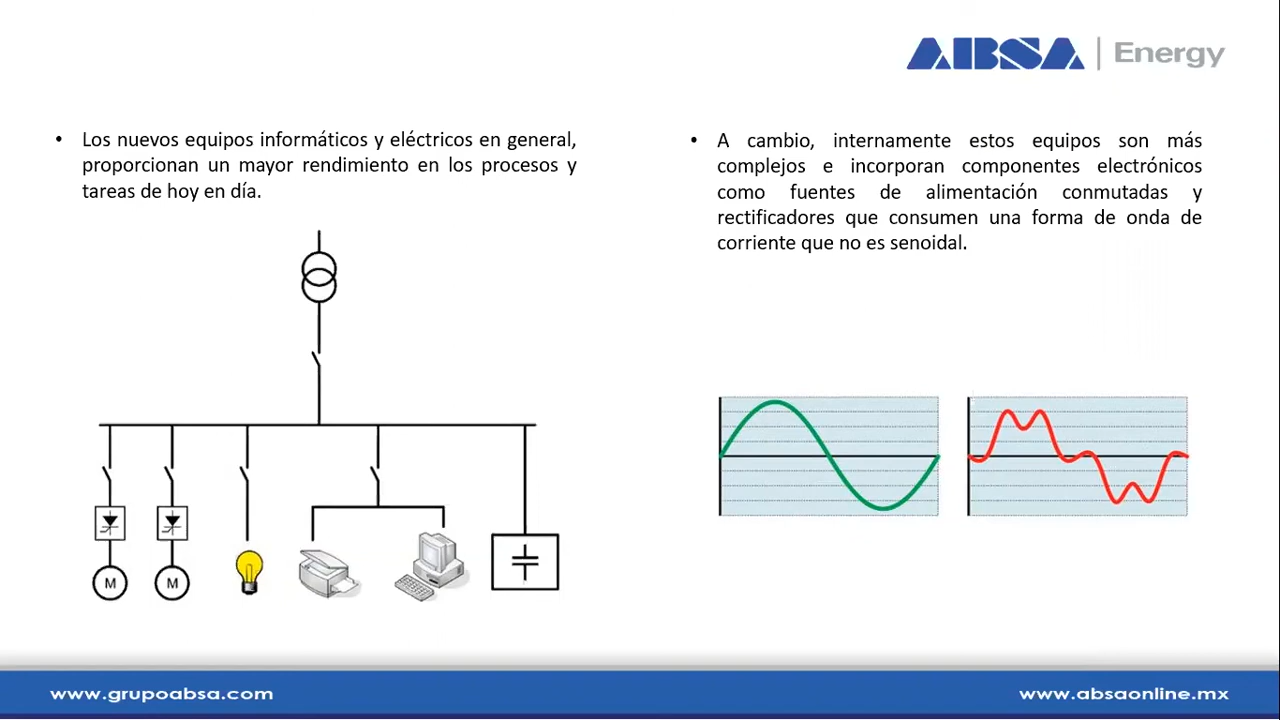 ABSA | Energy
• Los nuevos equipos informáticos y eléctricos en general,
proporcionan un mayor rendimiento en los procesos y
tareas de hoy en día.
• A cambio, internamente estos equipos son más
complejos e incorporan componentes electrónicos
como fuentes de alimentación conmutadas y
rectificadores que consumen una forma de onda de
corriente que no es senoidal.
M
M
www.grupoabsa.com
www.absaonline.mx